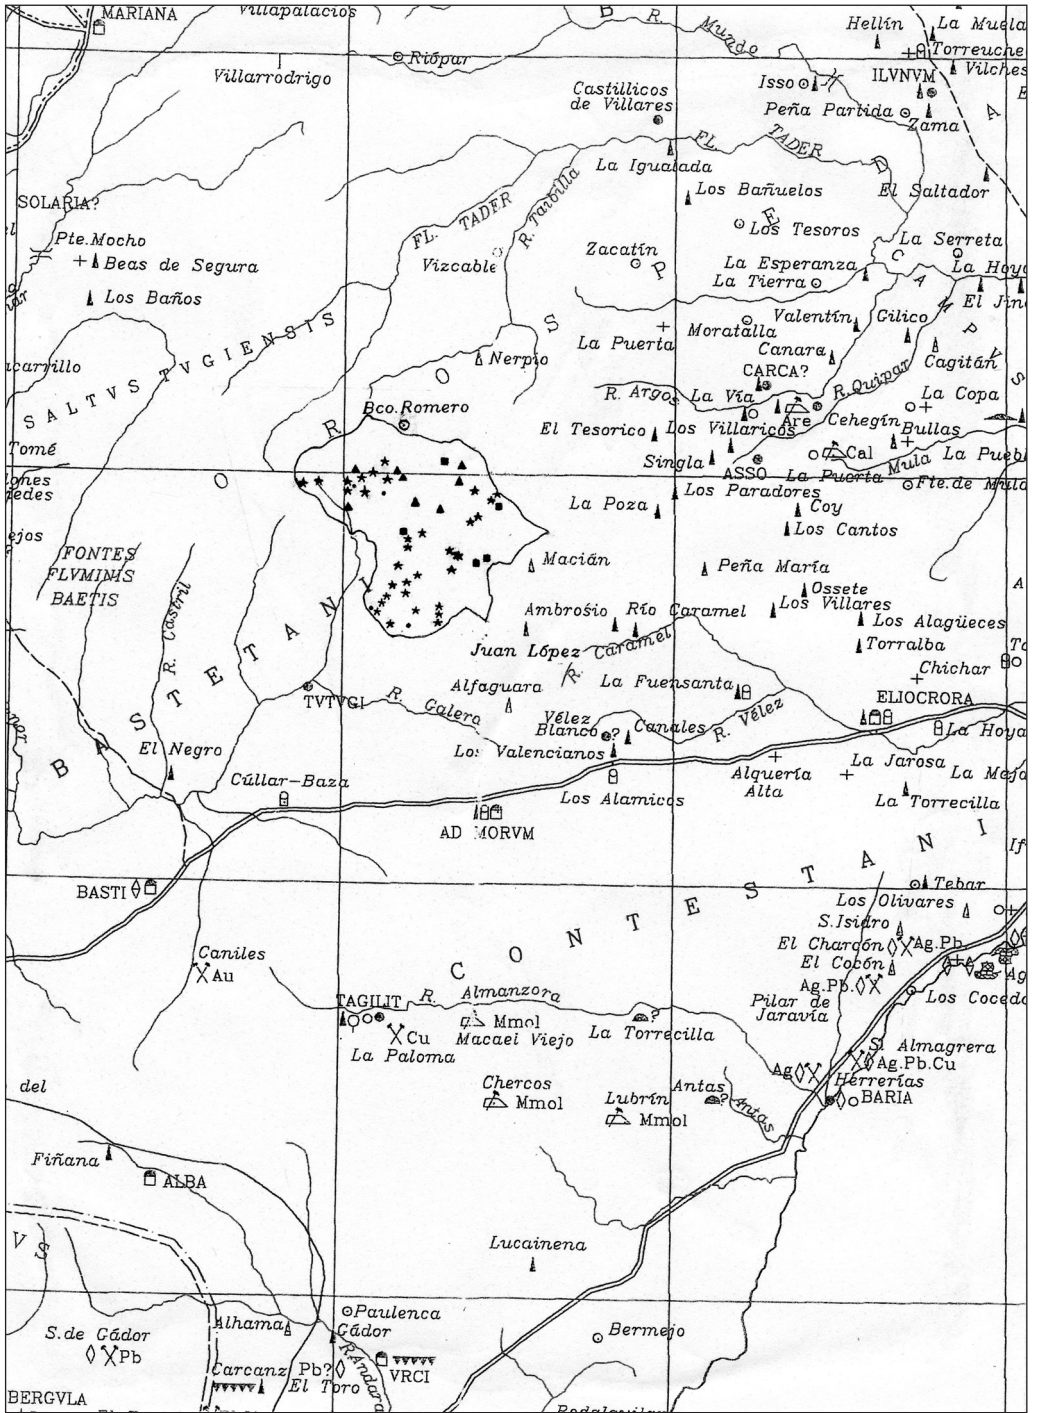 MARIANA
Villapalacios
B
R. Mundo
Hellín
La Muela
Torreuche
Riópar
Villarrodrigo
ILVNVM
Vilches
Isso
Castillicos
de Villares
Peña Partida
Zama
A
E
FL. TADER
La Igualada
D
SOLARIA?
R. Taibilla
Los Bañuelos
El Saltador
FL. TADER
E
Los Tesoros
Pte.Mocho
Beas de Segura
Vizcable
Zacatín
P
La Serreta
La Esperanza
La Tierra
C A M P V S
La Hoya
El Jin
Los Baños
SALTVS TVGIENSIS
S
La Puerta
Moratalla
Valentín
Gilico
Canara
Cagitán
Nerpio
O
CARCA?
R. Quipar
R. Argos
La Vía
La Copa
Bco.Romero
Are
Cehegín
Bullas
R
El Tesorico
Los Villaricos
Tomé
Singla
ASSO
Cal
La Puerta
Mula
La Puebl
O
Fte.de Mula
Los Paradores
La Poza
Coy
Los Cantos
FONTES
FLVMINIS
BAETIS
Macián
Peña María
R. Castril
Ossete
Los Villares
A
Ambrosio
Río Caramel
Los Alagüeces
Juan López
R. Caramel
Torralba
Chichar
TVTVGI
R. Galera
Alfaguara
La Fuensanta
ELIOCRORA
BASTETANI
Vélez
Blanco
?
Canales
R. Vélez
La Hoya
El Negro
Los Valencianos
La Jarosa
Cúllar-Baza
Alquería
Alta
Los Alamicos
La Torrecilla
AD MORVM
CONTESTANI
BASTI
Tebar
Los Olivares
S.Isidro
El Charcón
Ag.Pb
Caniles
Au
El Cocón
Ag.Pb.
Ag
Los Coceda
TAGILIT
R. Almanzora
Pilar de
Jaravía
Cu
Mmol
Macael Viejo
?
La Torrecilla
La Paloma
S. Almagrera
Ag.Pb.Cu
Ag
Herrerías
del
Chercos
Mmol
Lubrín
Mmol
Antas
?
Antas
BARIA
Fiñana
ALBA
V S
Lucainena
S.de Gádor
Pb
Alhama
Paulenca
Gádor
Bermejo
R.Andarax
Carcanz
Pb?
El Toro
VRCI
BERGVLA
Rodalquilar